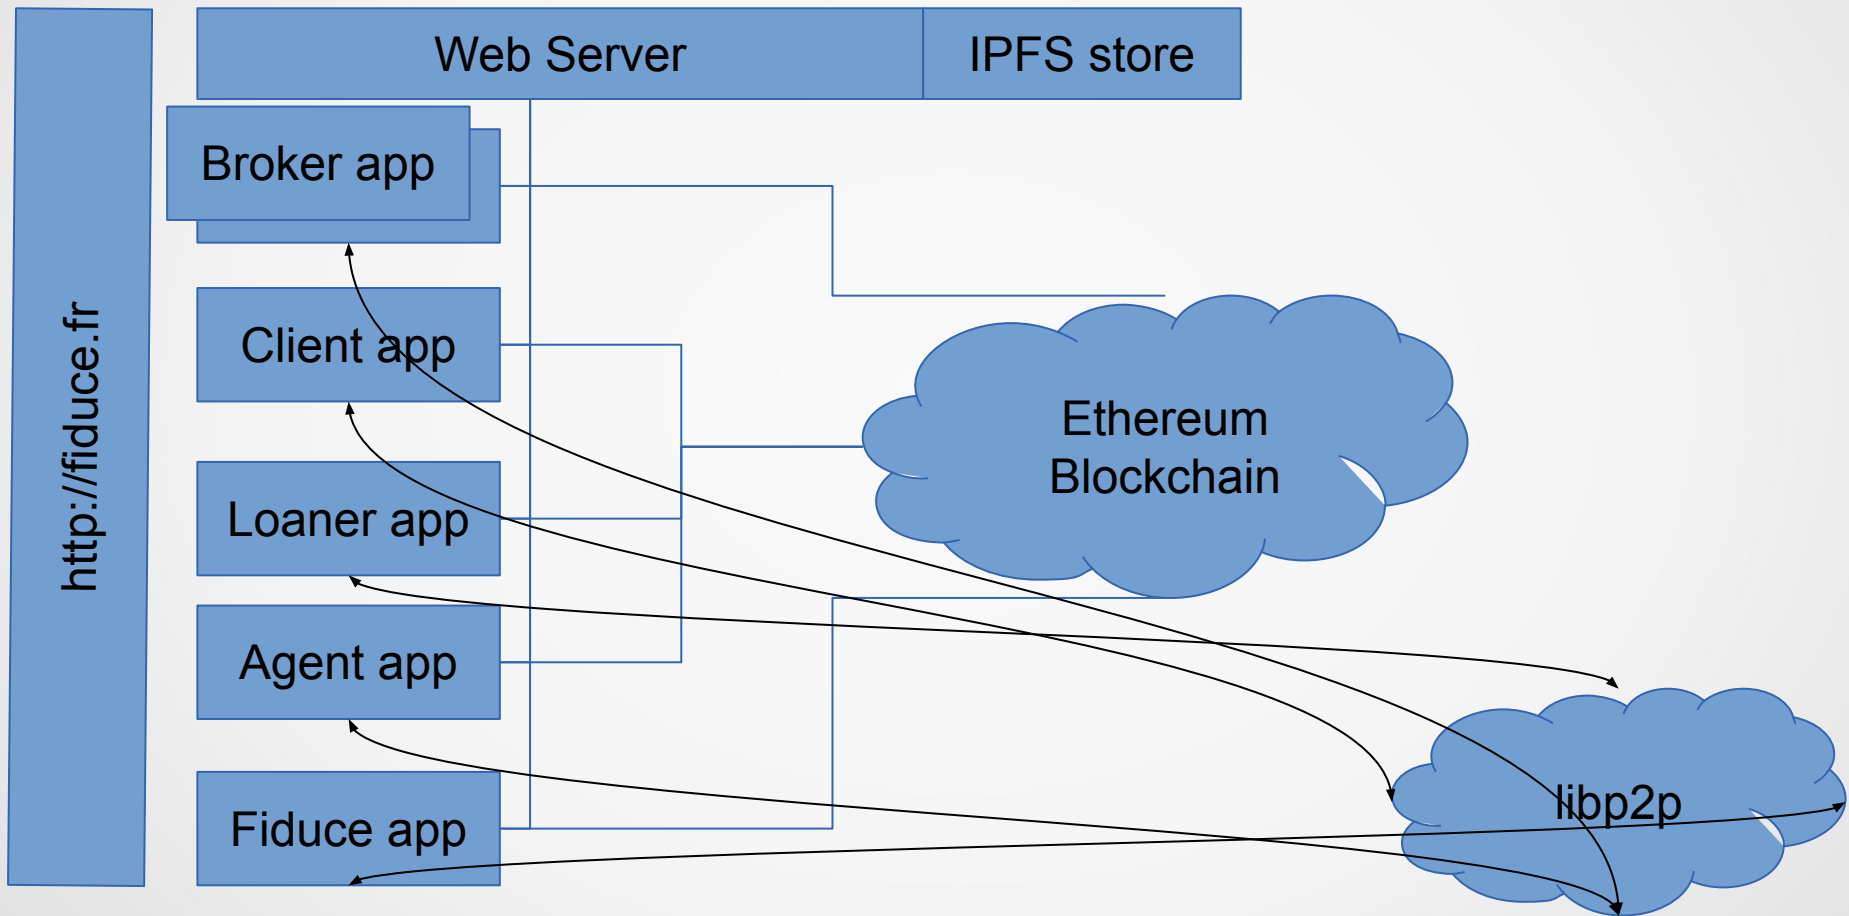 http://fiduce.fr
Web Server
IPFS store
Broker app
Client app
Loaner app
Agent app
Fiduce app
Ethereum
Blockchain
libp2p